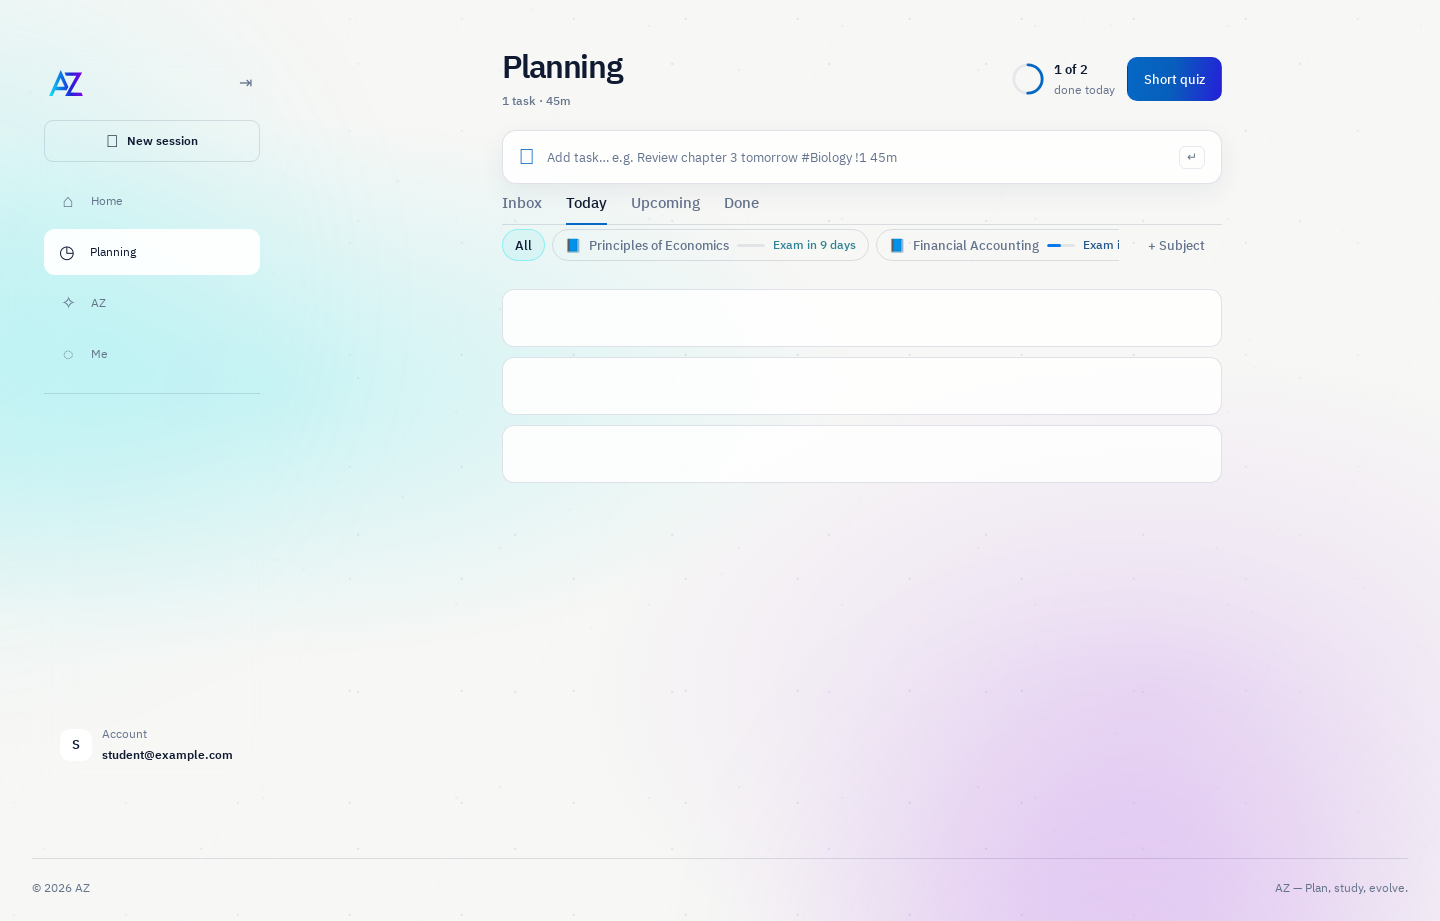 AZ
New session
Home
Planning
AZ
Me
Account
S
student@example.com
Planning
1 task · 45m
1 of 2
done today
Short quiz
Add task… e.g. Review chapter 3 tomorrow #Biology !1 45m
Inbox Today Upcoming Done
All
Principles of Economics Exam in 9 days
Financial Accounting Exam i
+ Subject
© 2026 AZ
AZ — Plan, study, evolve.